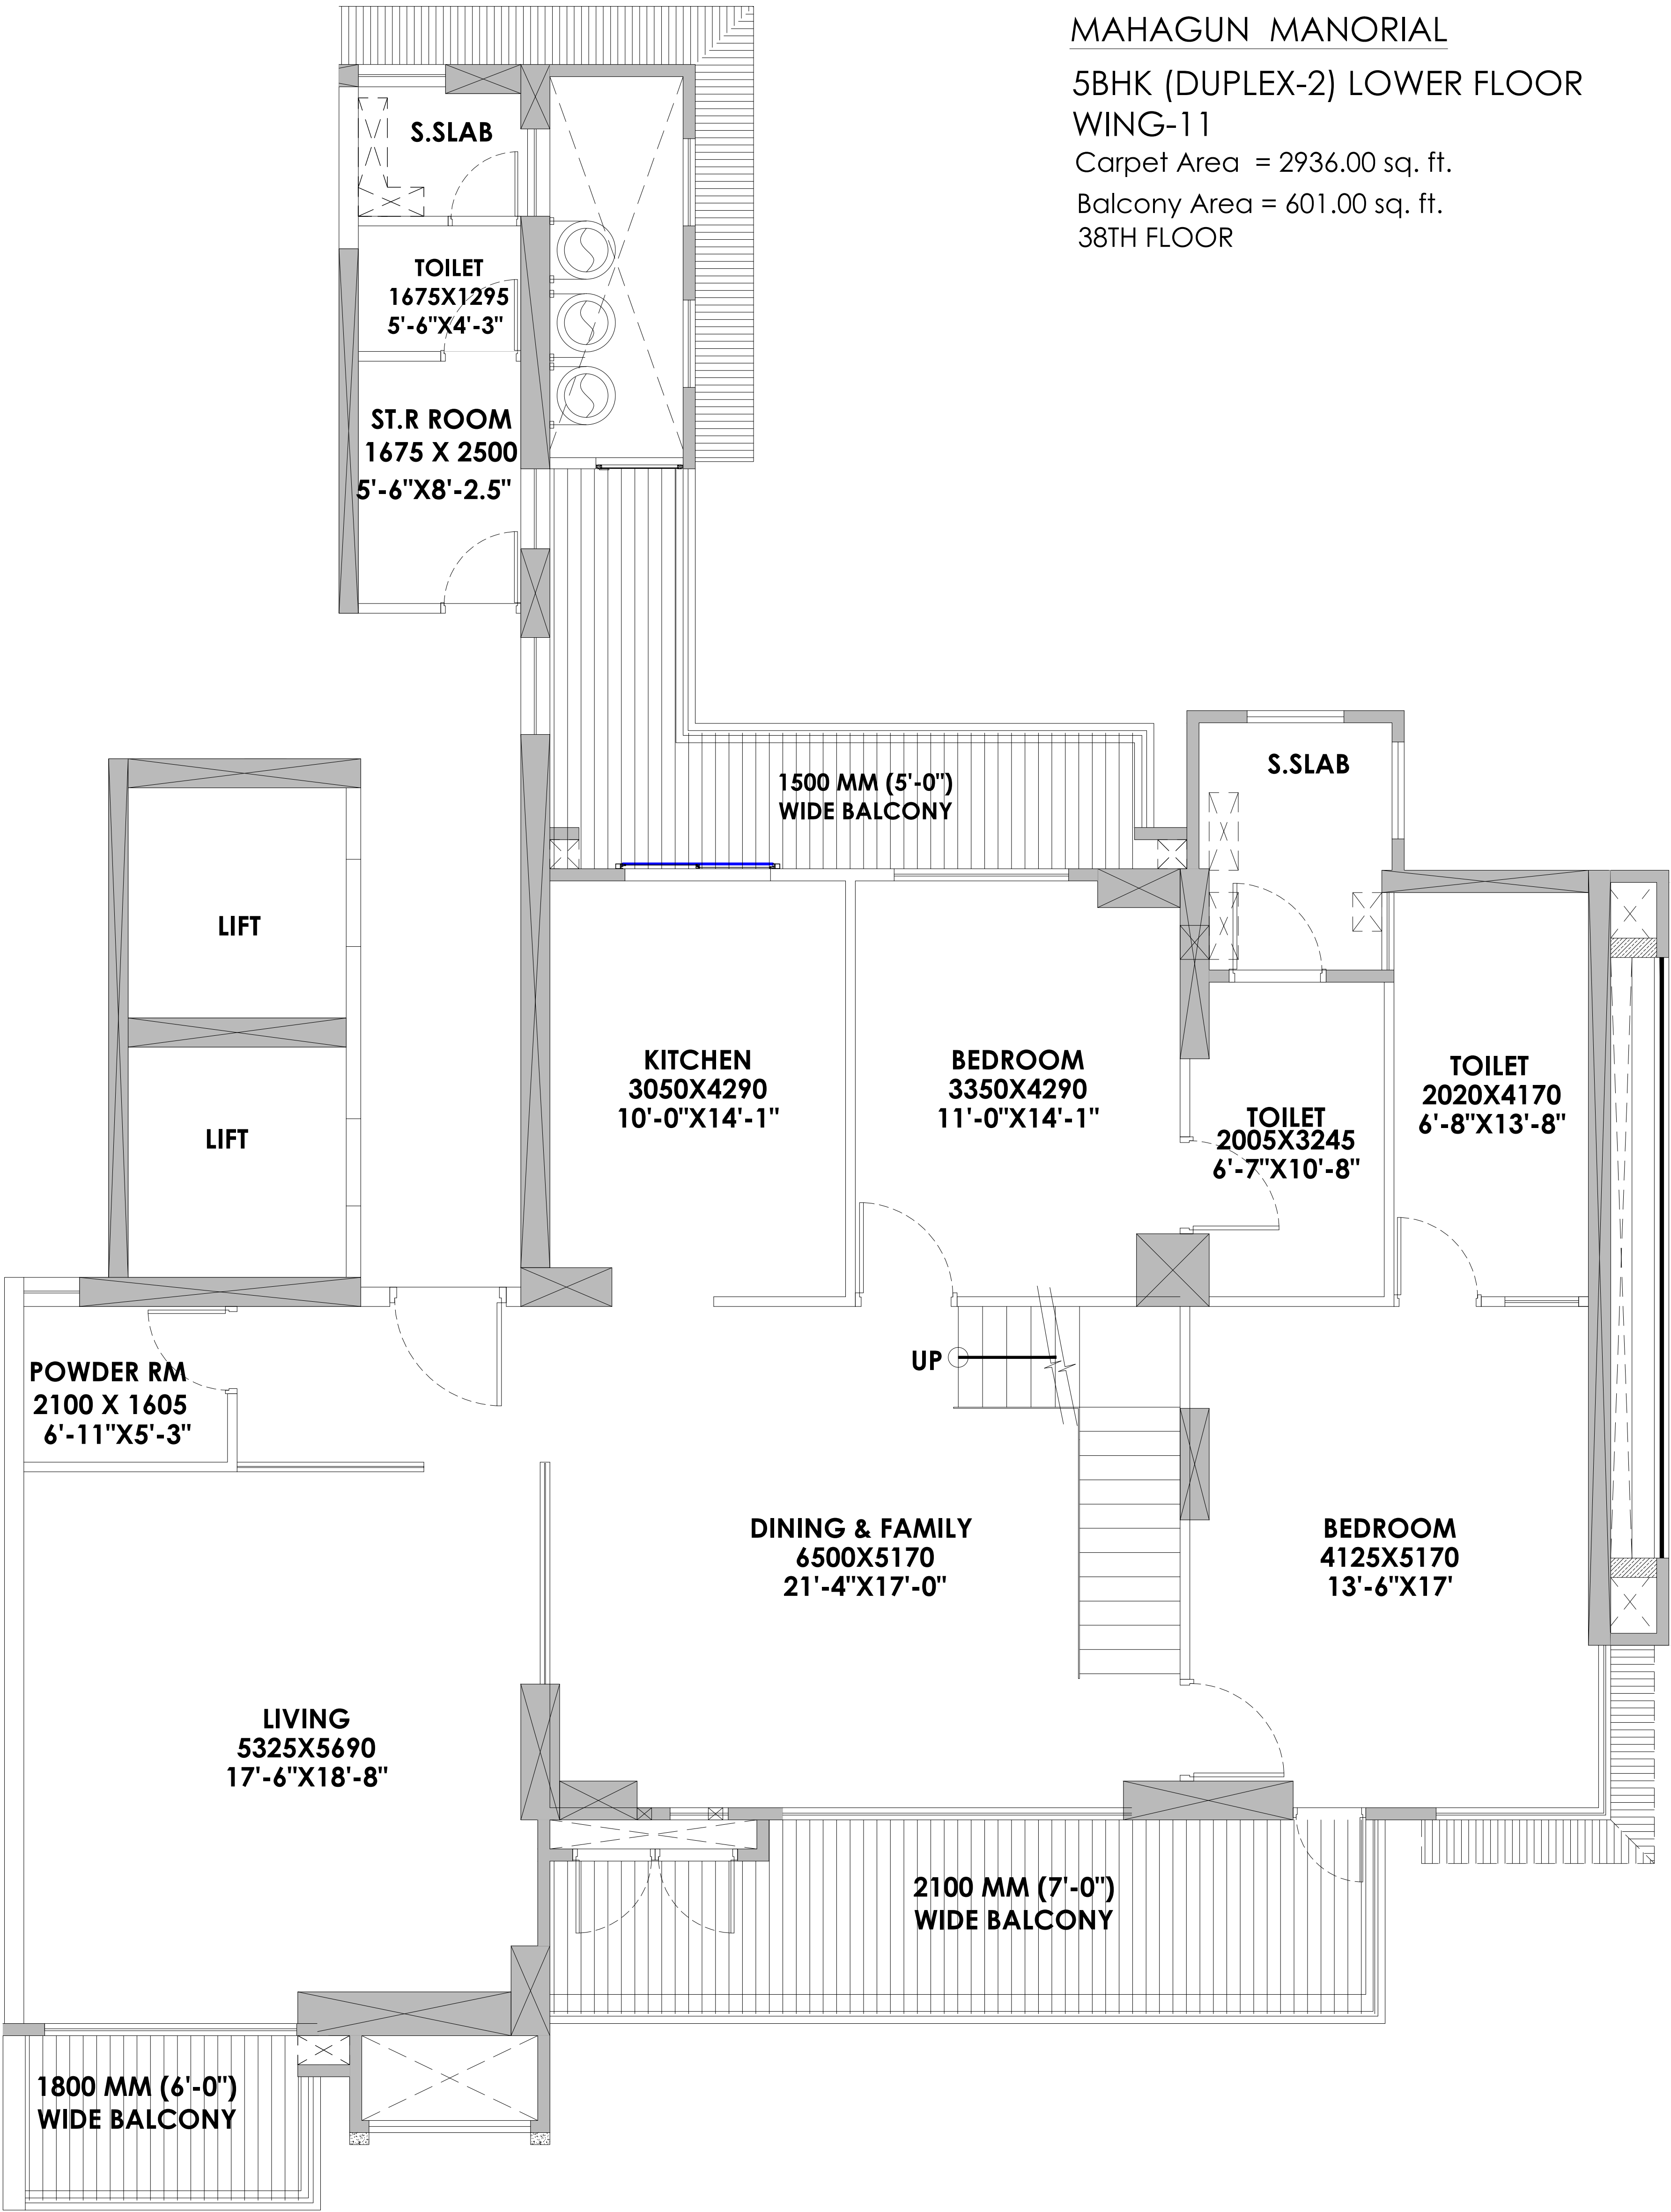 MAHAGUN MANORIAL
5BHK (DUPLEX-2) LOWER FLOOR
WING-11
Carpet Area = 2936.00 sq. ft.
Balcony Area = 601.00 sq. ft.
38TH FLOOR
S.SLAB
TOILET
1675X1295
5'-6"X4'-3"
ST.R ROOM
1675 X 2500
5'-6"X8'-2.5"
1500 MM (5'-0")
WIDE BALCONY
S.SLAB
LIFT
LIFT
KITCHEN
3050X4290
10'-0"X14'-1"
BEDROOM
3350X4290
11'-0"X14'-1"
TOILET
2005X3245
6'-7"X10'-8"
TOILET
2020X4170
6'-8"X13'-8"
POWDER RM
2100 X 1605
6'-11"X5'-3"
UP
DINING & FAMILY
6500X5170
21'-4"X17'-0"
BEDROOM
4125X5170
13'-6"X17'
LIVING
5325X5690
17'-6"X18'-8"
2100 MM (7'-0")
WIDE BALCONY
1800 MM (6'-0")
WIDE BALCONY